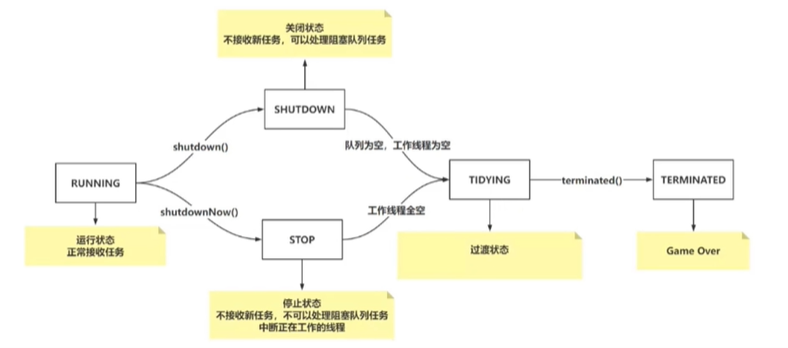 关闭状态
不接收新任务，可以处理阻塞队列任务
SHUTDOWN
shutdown()
队列为空，工作线程为空
RUNNING
TIDYING
terminated()
TERMINATED
shutdownNow()
工作线程全空
STOP
运行状态
正常接收任务
过渡状态
Game Over
停止状态
不接收新任务，不可以处理阻塞队列任务
中断正在工作的线程